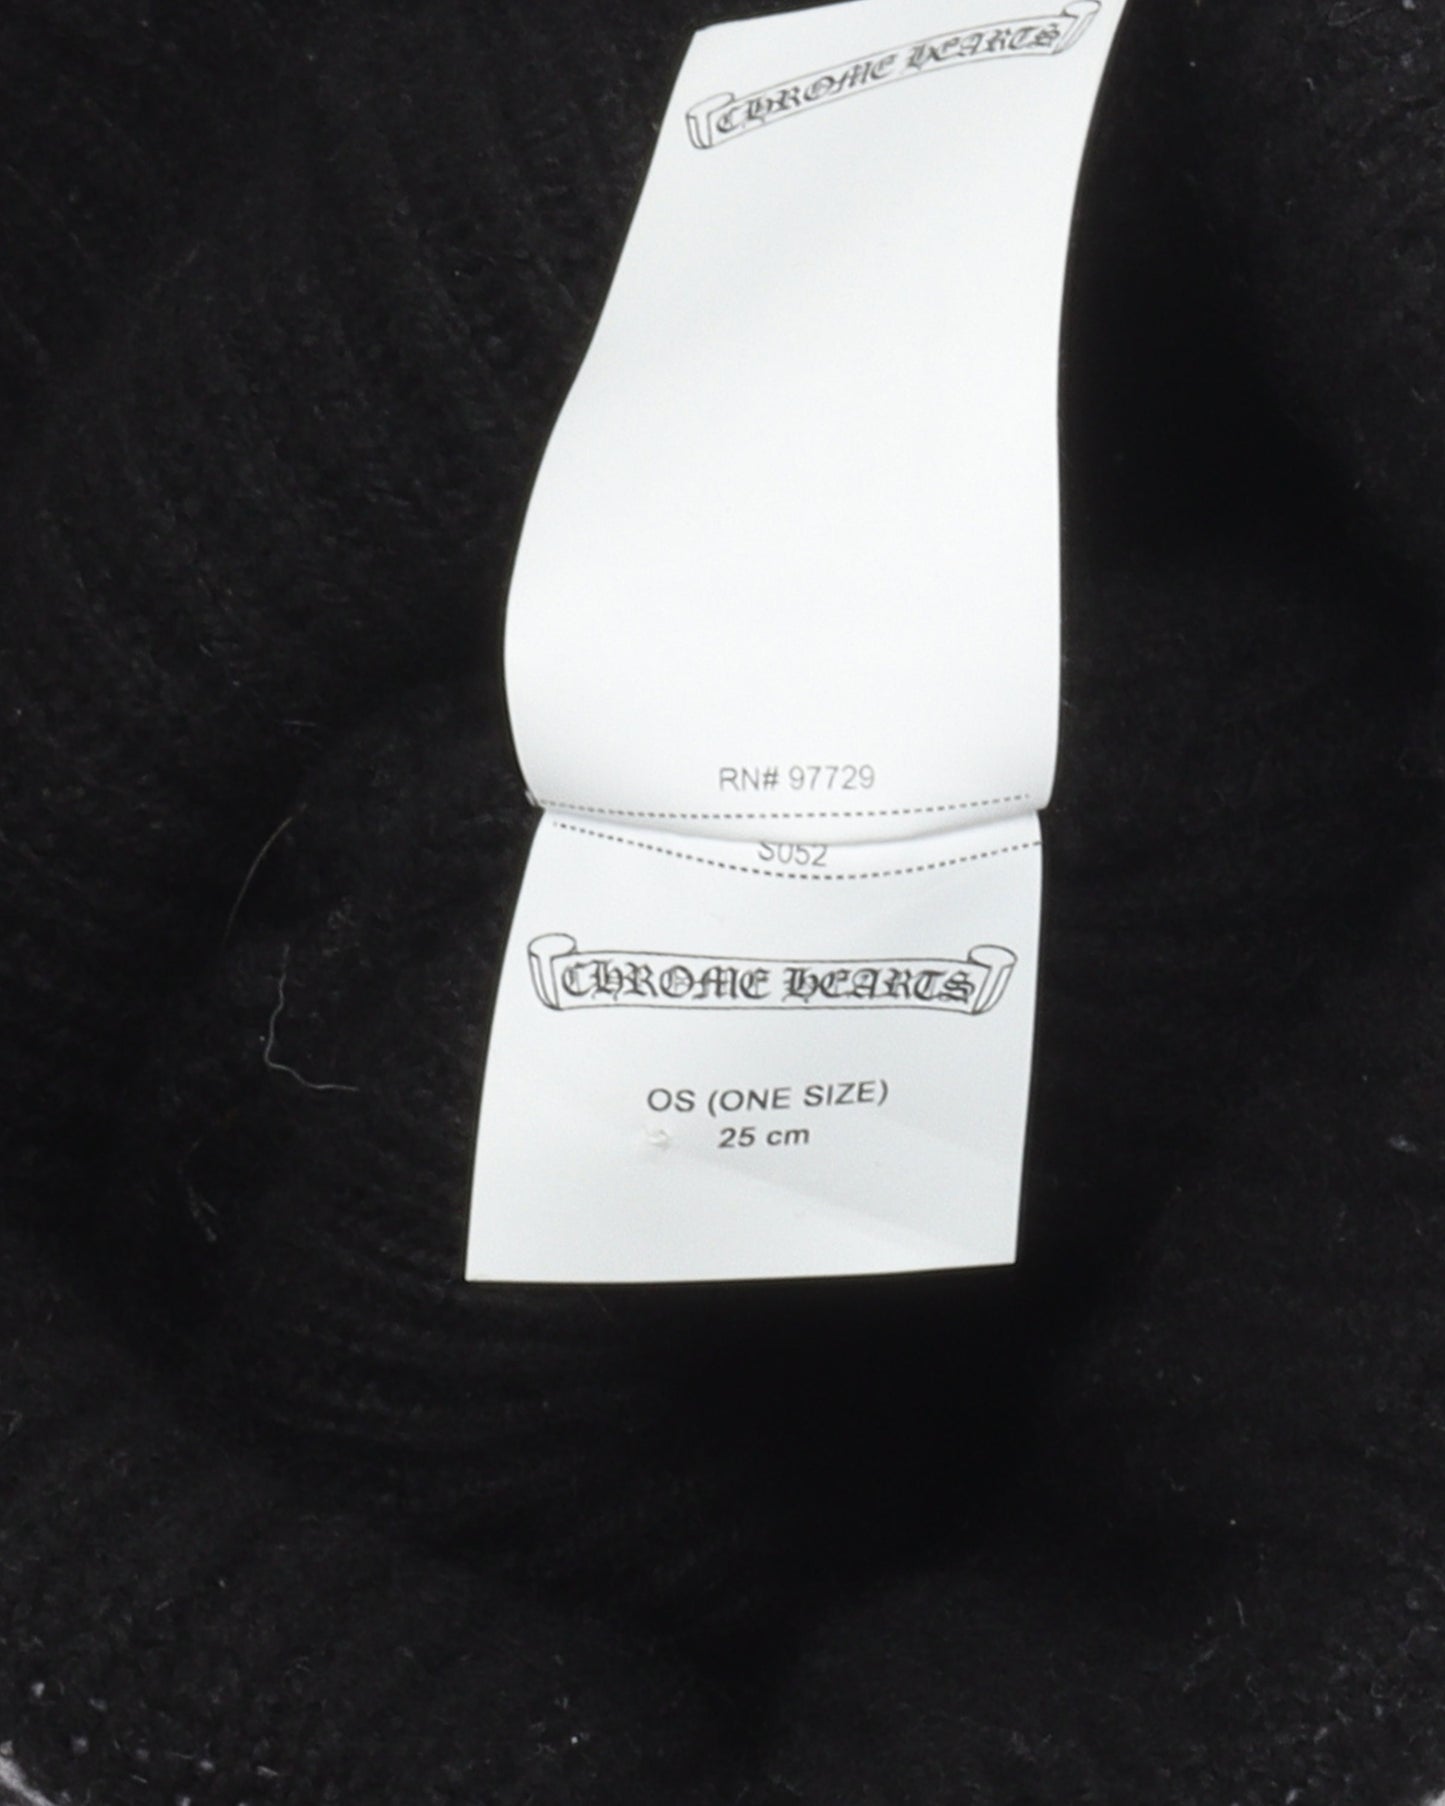 CHROME HEARTS
RN# 97729
S052
CHROME HEARTS
OS (ONE SIZE)
25 cm